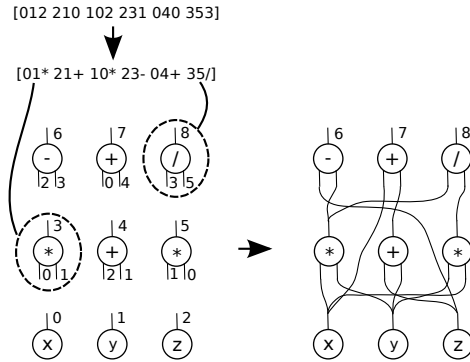 [012 210 102 231 040 353]
[01* 21+ 10* 23- 04+ 35/]
6 7 8 6 7 8
- + / - + /
2 3 0 4 3 5
3 4 5
* + * * + *
0 1 2 1 1 0
0 1 2
x y z x y z